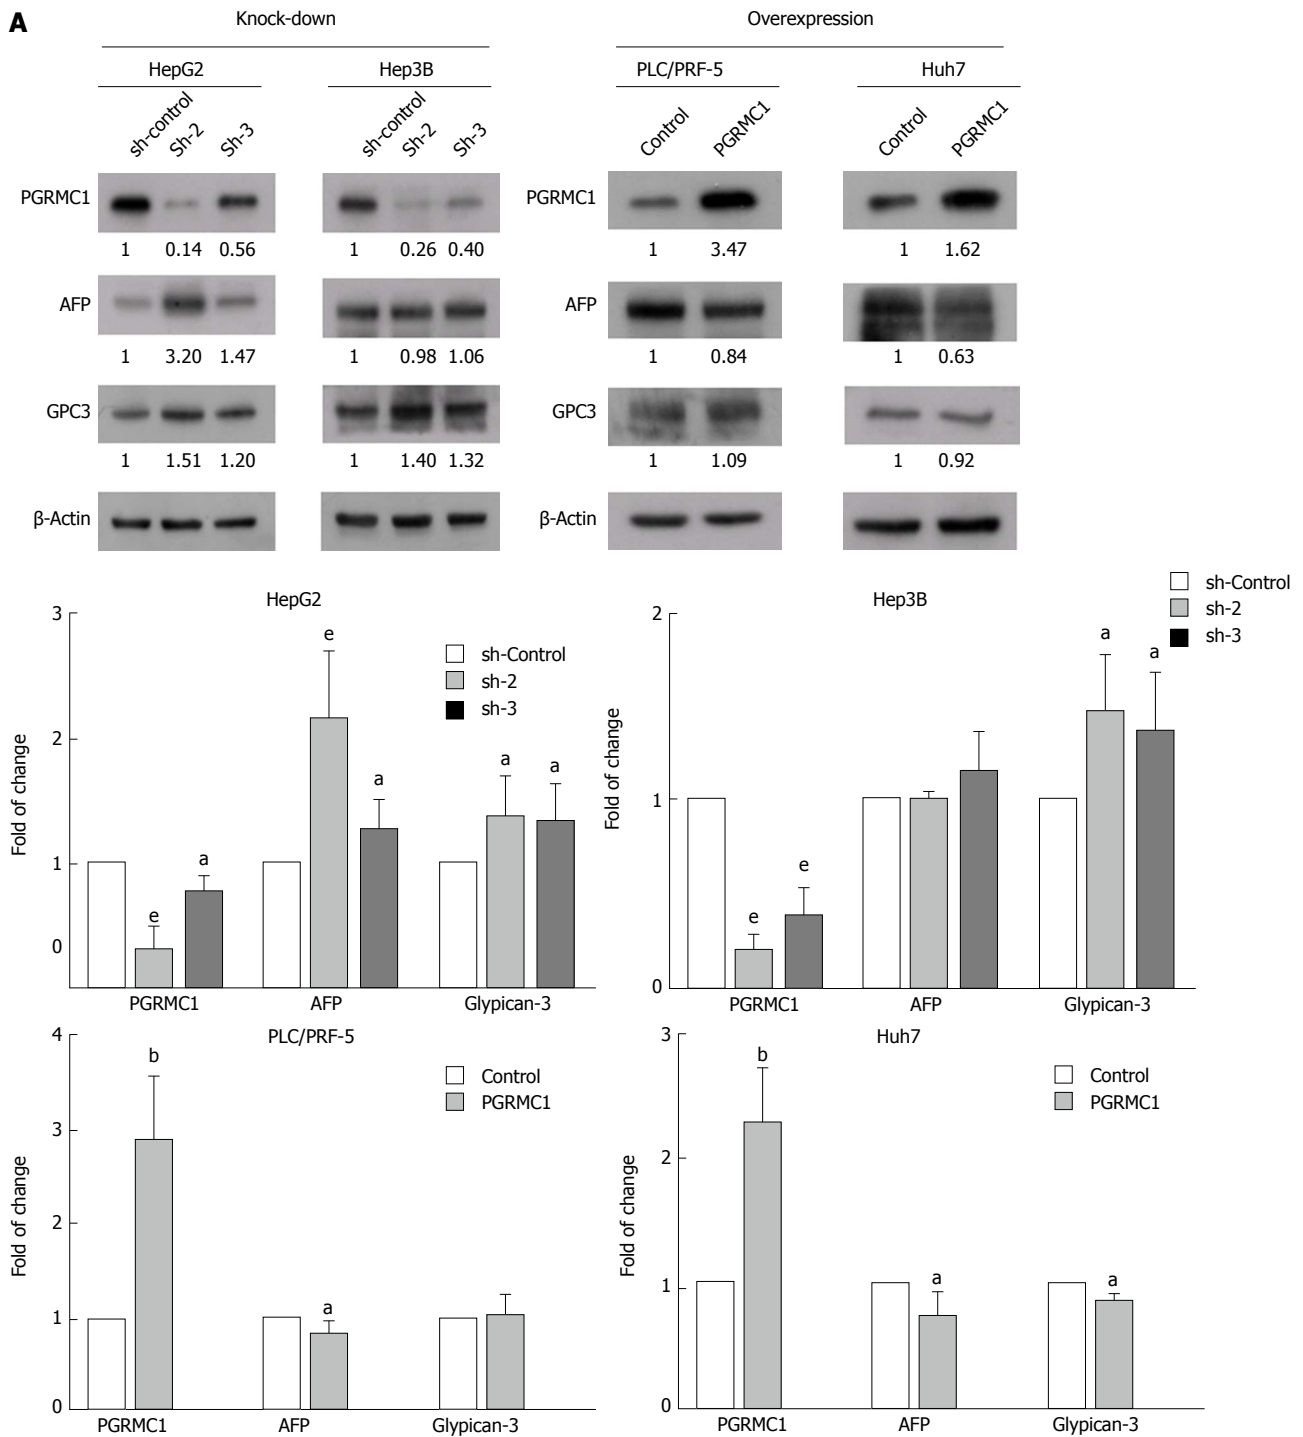 A
Knock-down Overexpression
HepG2 Hep3B PLC/PRF-5 Huh7
sh-control Sh-2 Sh-3 sh-control Sh-2 Sh-3 Control PGRMC1 Control PGRMC1
PGRMC1 PGRMC1
1 0.14 0.56 1 0.26 0.40 1 3.47 1 1.62
AFP AFP
1 3.20 1.47 1 0.98 1.06 1 0.84 1 0.63
GPC3 GPC3
1 1.51 1.20 1 1.40 1.32 1 1.09 1 0.92
β-Actin β-Actin
HepG2
3
2
1
0
Fold of change
sh-Control
sh-2
sh-3
e a e a a a
PGRMC1 AFP Glypican-3
Hep3B
2
1
0
Fold of change
sh-Control
sh-2
sh-3
e e a a
PGRMC1 AFP Glypican-3
PLC/PRF-5
4
3
2
1
0
Fold of change
Control
PGRMC1
b a
PGRMC1 AFP Glypican-3
Huh7
3
2
1
0
Fold of change
Control
PGRMC1
b a a
PGRMC1 AFP Glypican-3